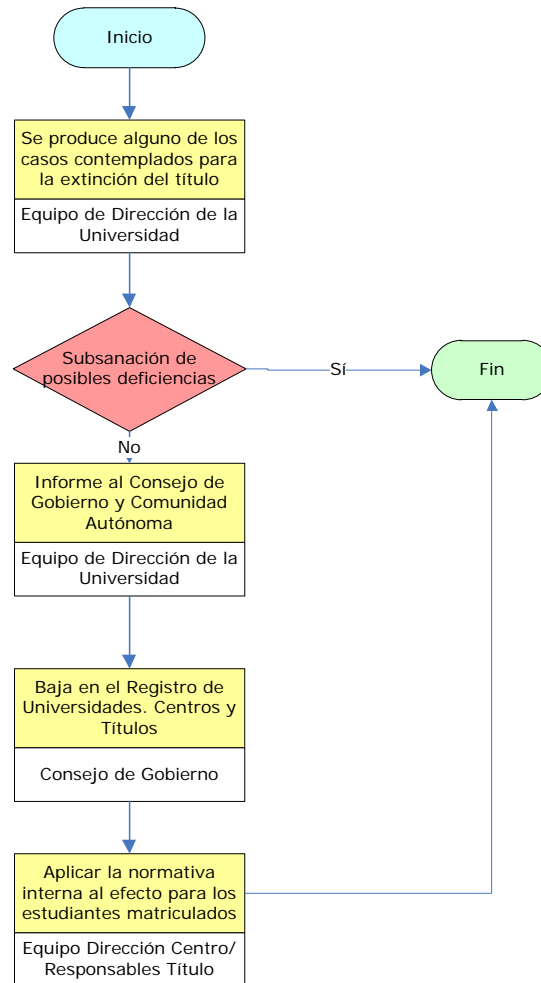 Inicio
Se produce alguno de los
casos contemplados para
la extinción del título
Equipo de Dirección de la
Universidad
Subsanación de
posibles deficiencias
Sí
Fin
No
Informe al Consejo de
Gobierno y Comunidad
Autónoma
Equipo de Dirección de la
Universidad
Baja en el Registro de
Universidades. Centros y
Títulos
Consejo de Gobierno
Aplicar la normativa
interna al efecto para los
estudiantes matriculados
Equipo Dirección Centro/
Responsables Título